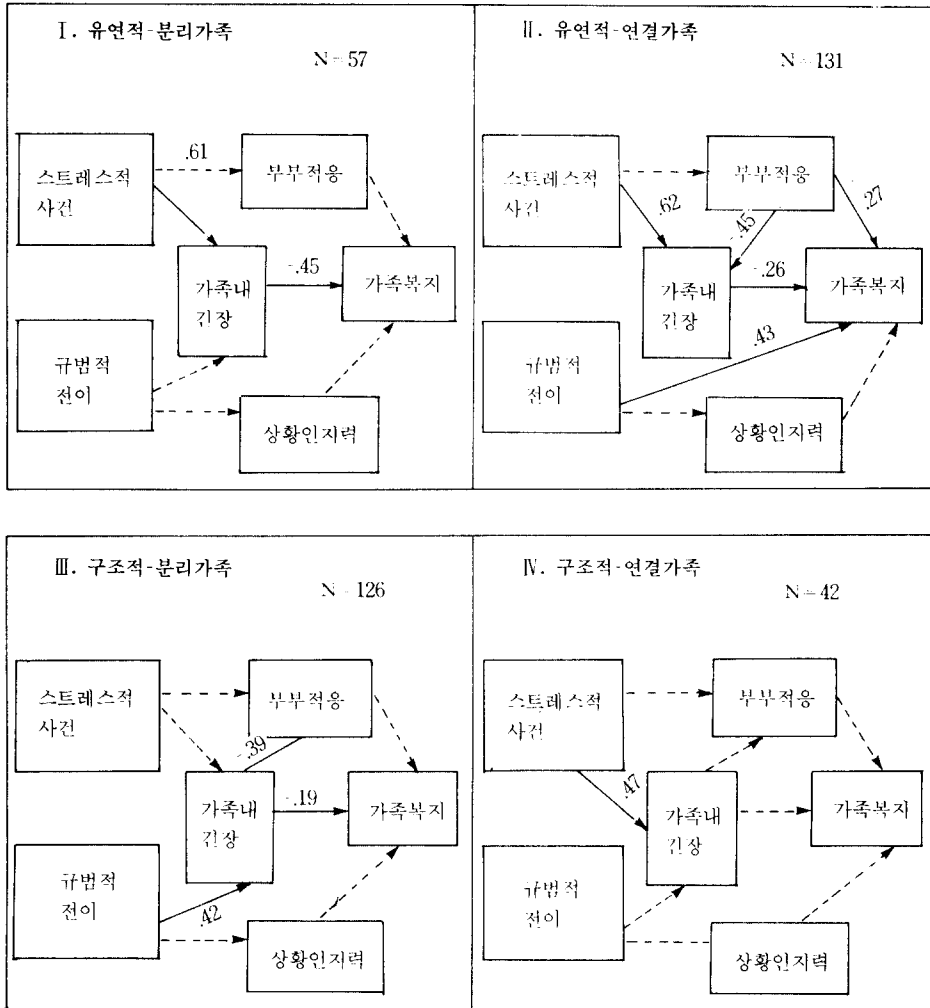 Ⅰ. 유연적-분리가족
N=57
.61
스트레스적
사건
부부적응
-.45
가족내
긴장
가족복지
규범적
전이
상황인지력
Ⅱ. 유연적-연결가족
N=131
스트레스적
사건
부부적응
.62
-.45
.27
-.26
가족내
긴장
가족복지
.43
규범적
전이
상황인지력
Ⅲ. 구조적-분리가족
N=126
스트레스적
사건
부부적응
-.39
-.19
가족내
긴장
가족복지
규범적
전이
.42
상황인지력
Ⅳ. 구조적-연결가족
N=42
스트레스적
사건
부부적응
.47
가족내
긴장
가족복지
규범적
전이
상황인지력